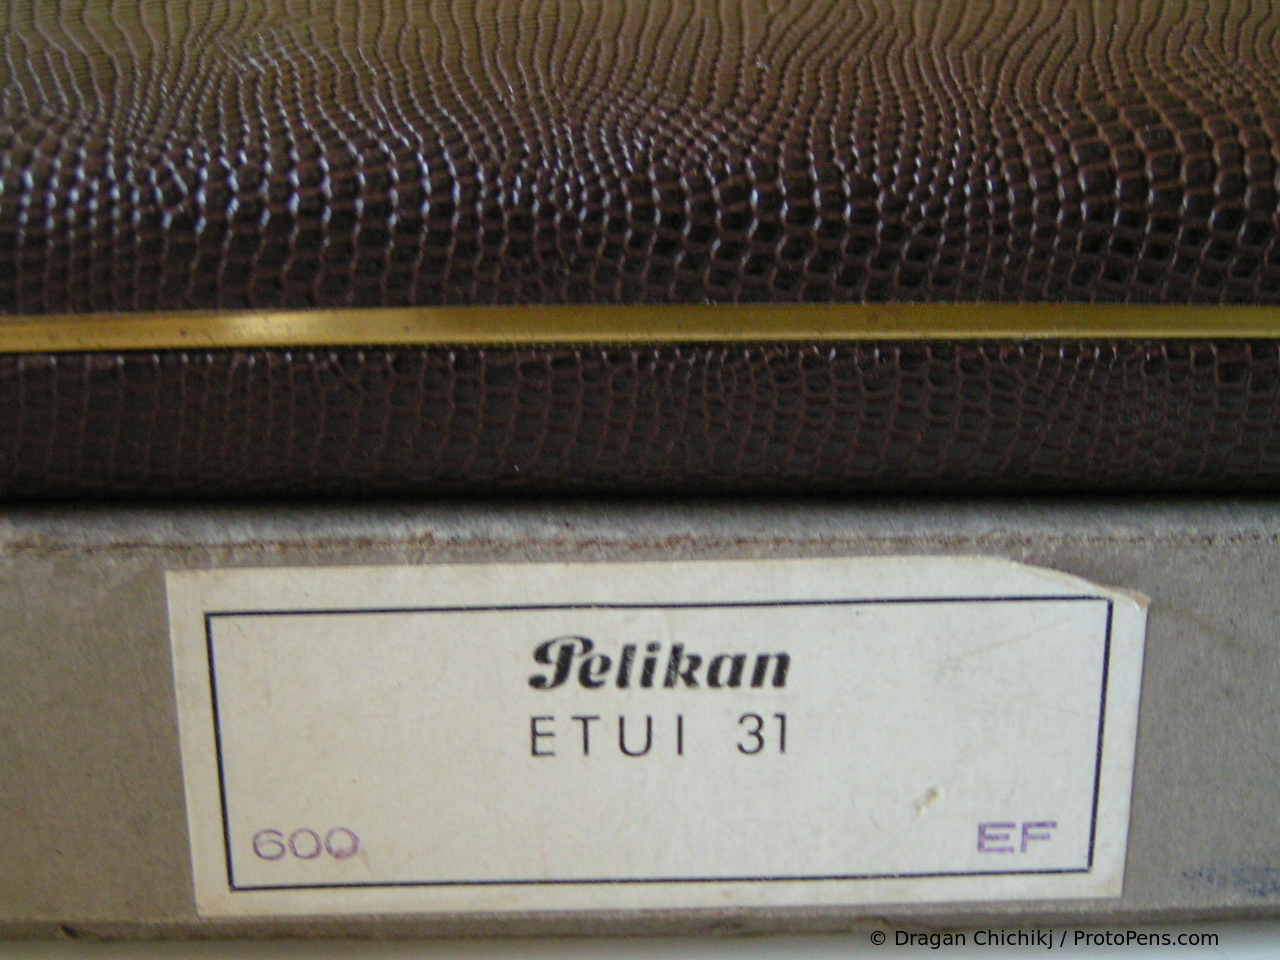 Pelikan
ETUI 31
600 EF
© Dragan Chichikj / ProtoPens.com